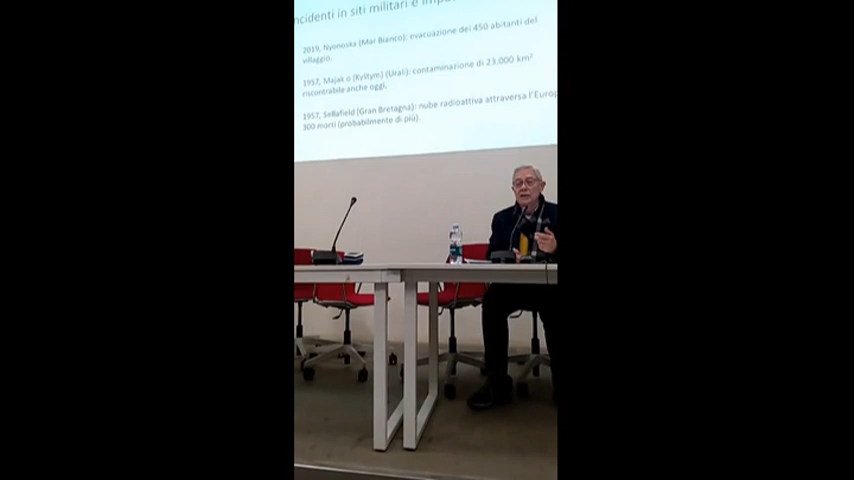 ncidenti in siti militari e impa
2019, Nyonoska (Mar Bianco): evacuazione dei 450 abitanti del
villaggio.
1957, Majak o (Kyštym) (Urali): contaminazione di 23.000 km²
riscontrabile anche oggi.
1957, Sellafield (Gran Bretagna): nube radioattiva attraversa l'Europ
300 morti (probabilmente di più).